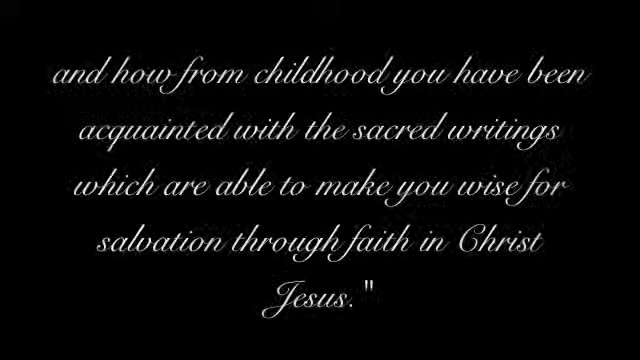 and how from childhood you have been
acquainted with the sacred writings
which are able to make you wise for
salvation through faith in Christ
Jesus."